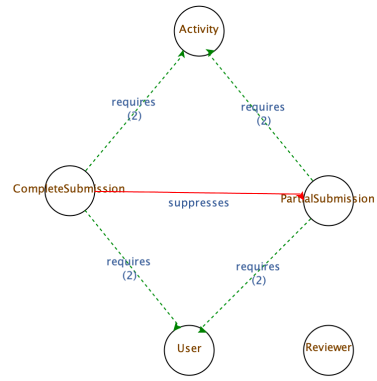 Activity
requires
(2)
requires
(2)
CompleteSubmission
suppresses
PartialSubmission
requires
(2)
requires
(2)
User
Reviewer